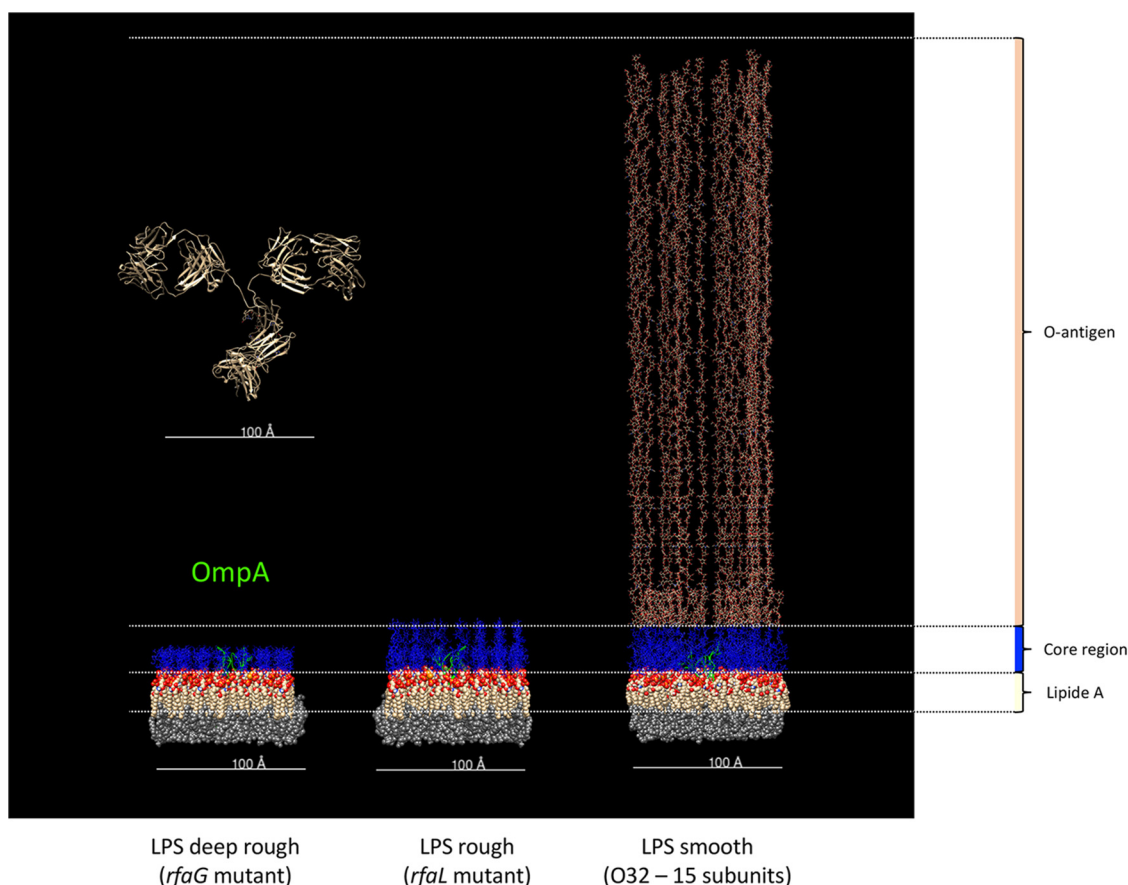 O-antigen
100 Å
OmpA
Core region
Lipide A
100 Å
100 Å
100 A
LPS deep rough
(rfaG mutant)
LPS rough
(rfaL mutant)
LPS smooth
(O32 – 15 subunits)